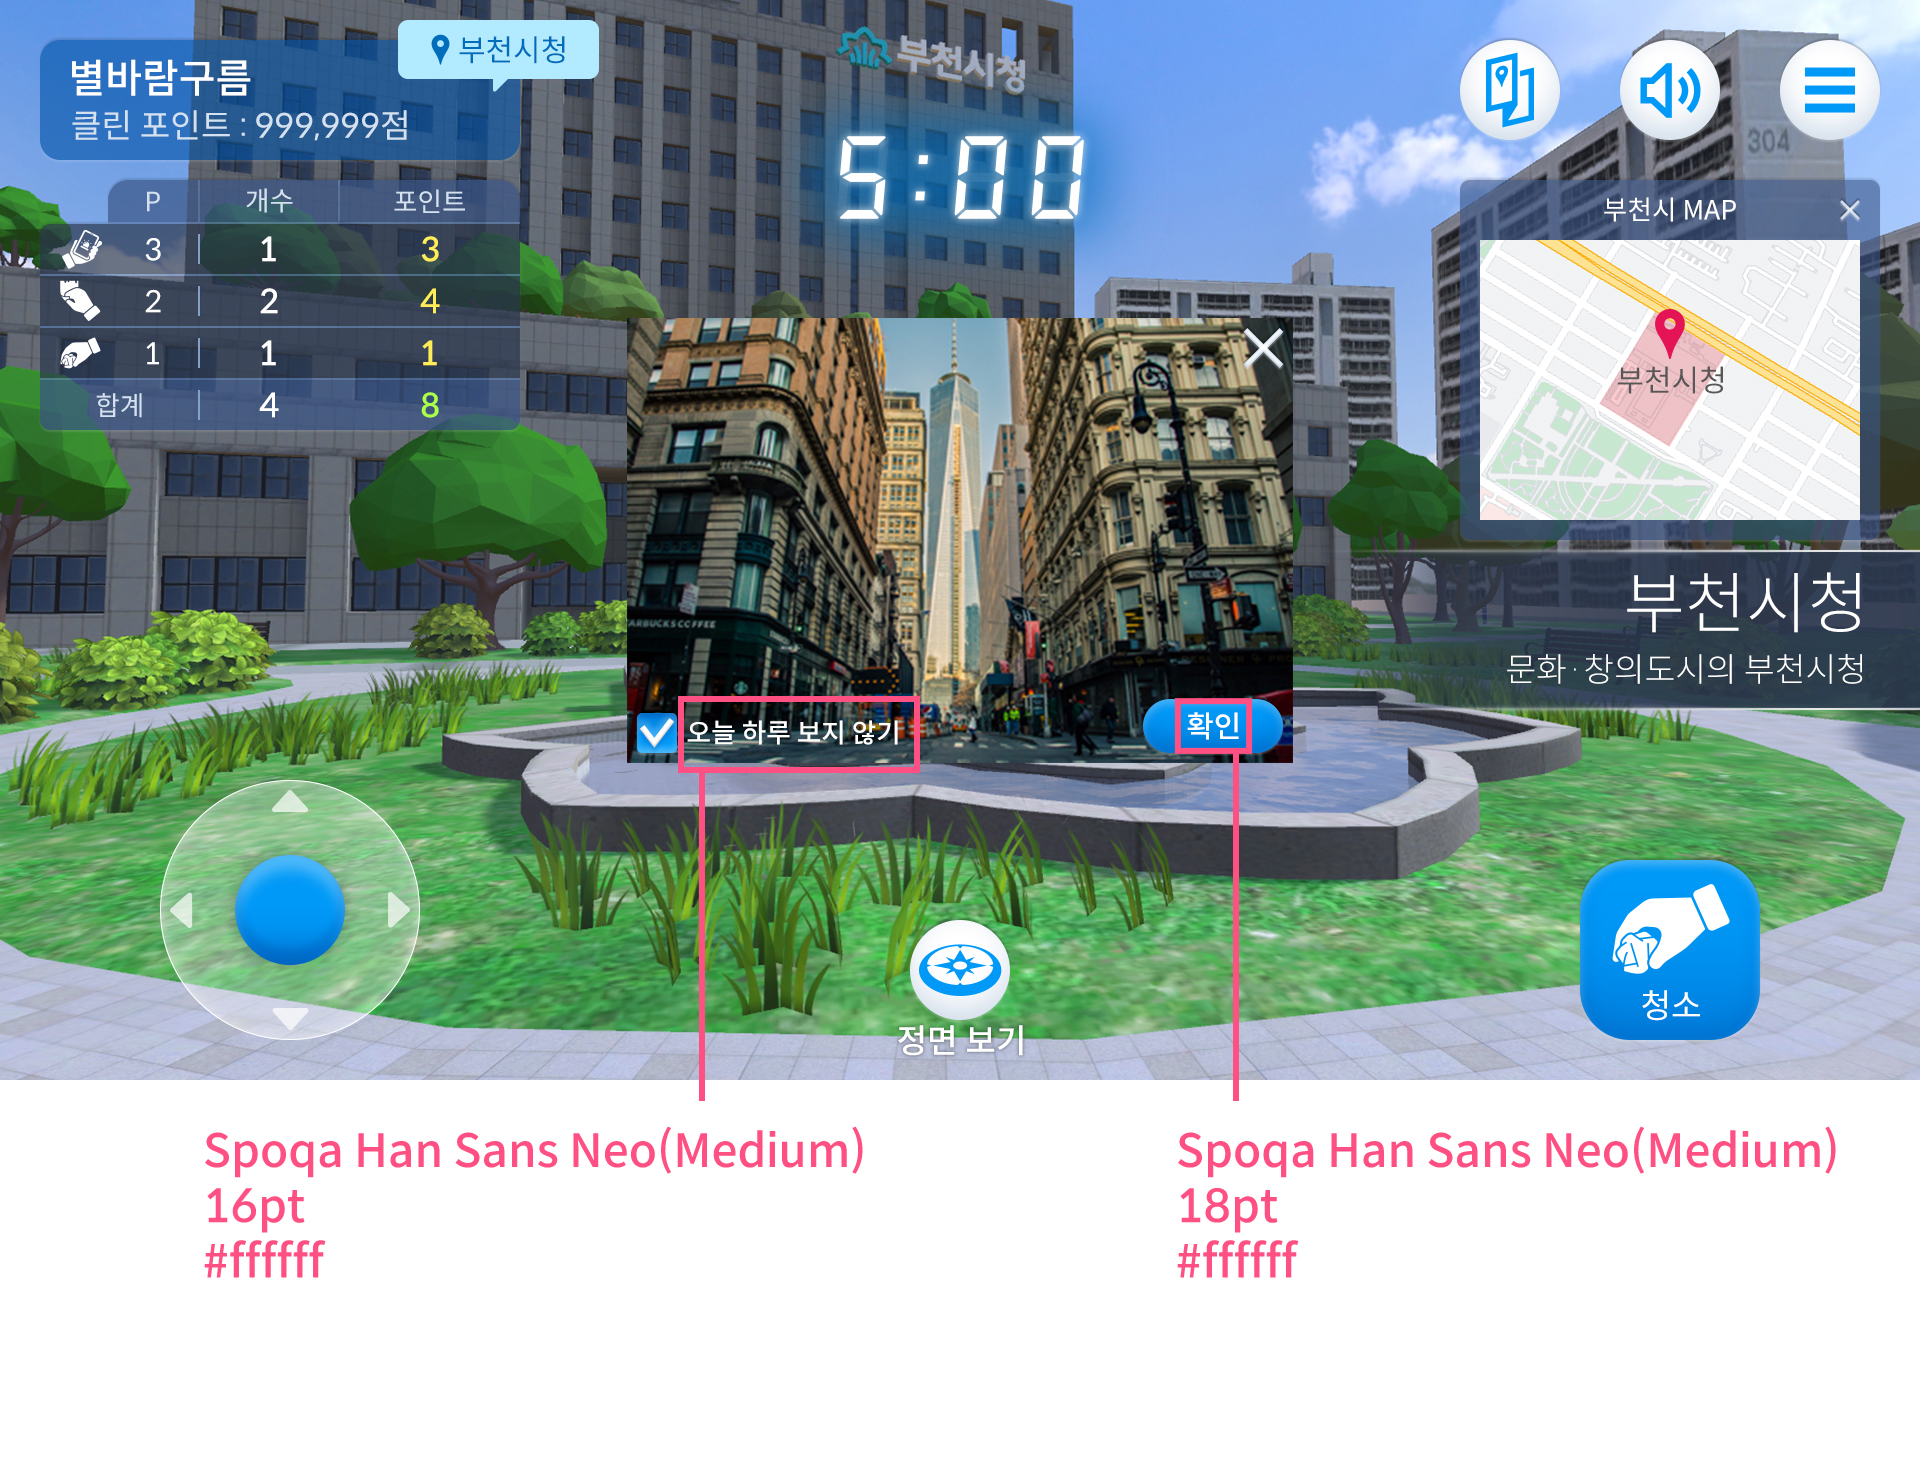 부천시청
별바람구름
클린 포인트 : 999,999점
부천시청
5:00
304
P 개수 포인트
3 1 3
2 2 4
1 1 1
합계 4 8
부천시 MAP
부천시청
부천시청
문화 · 창의도시의 부천시청
오늘 하루 보지 않기
확인
청소
정면 보기
Spoqa Han Sans Neo(Medium)
16pt
#ffffff
Spoqa Han Sans Neo(Medium)
18pt
#ffffff